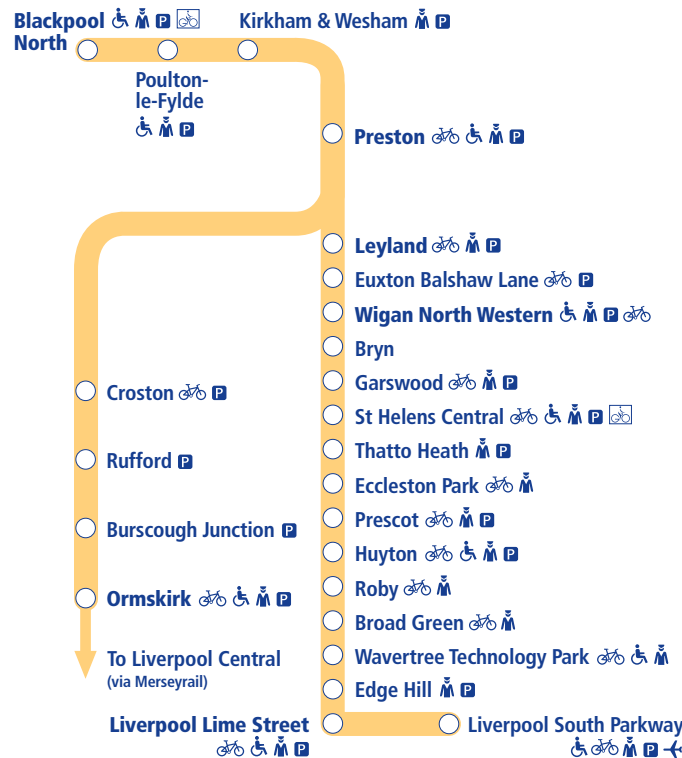 Blackpool
North
Kirkham & Wesham P
P
Poulton-
le-Fylde
P
Preston P
Leyland P
Euxton Balshaw Lane P
Wigan North Western P
Bryn
Garswood P
St Helens Central P
Thatto Heath P
Eccleston Park
Prescot P
Huyton P
Roby
Broad Green
Wavertree Technology Park
Edge Hill P
Liverpool Lime Street
P
Liverpool South Parkway
P
Croston P
Rufford P
Burscough Junction P
Ormskirk P
To Liverpool Central
(via Merseyrail)